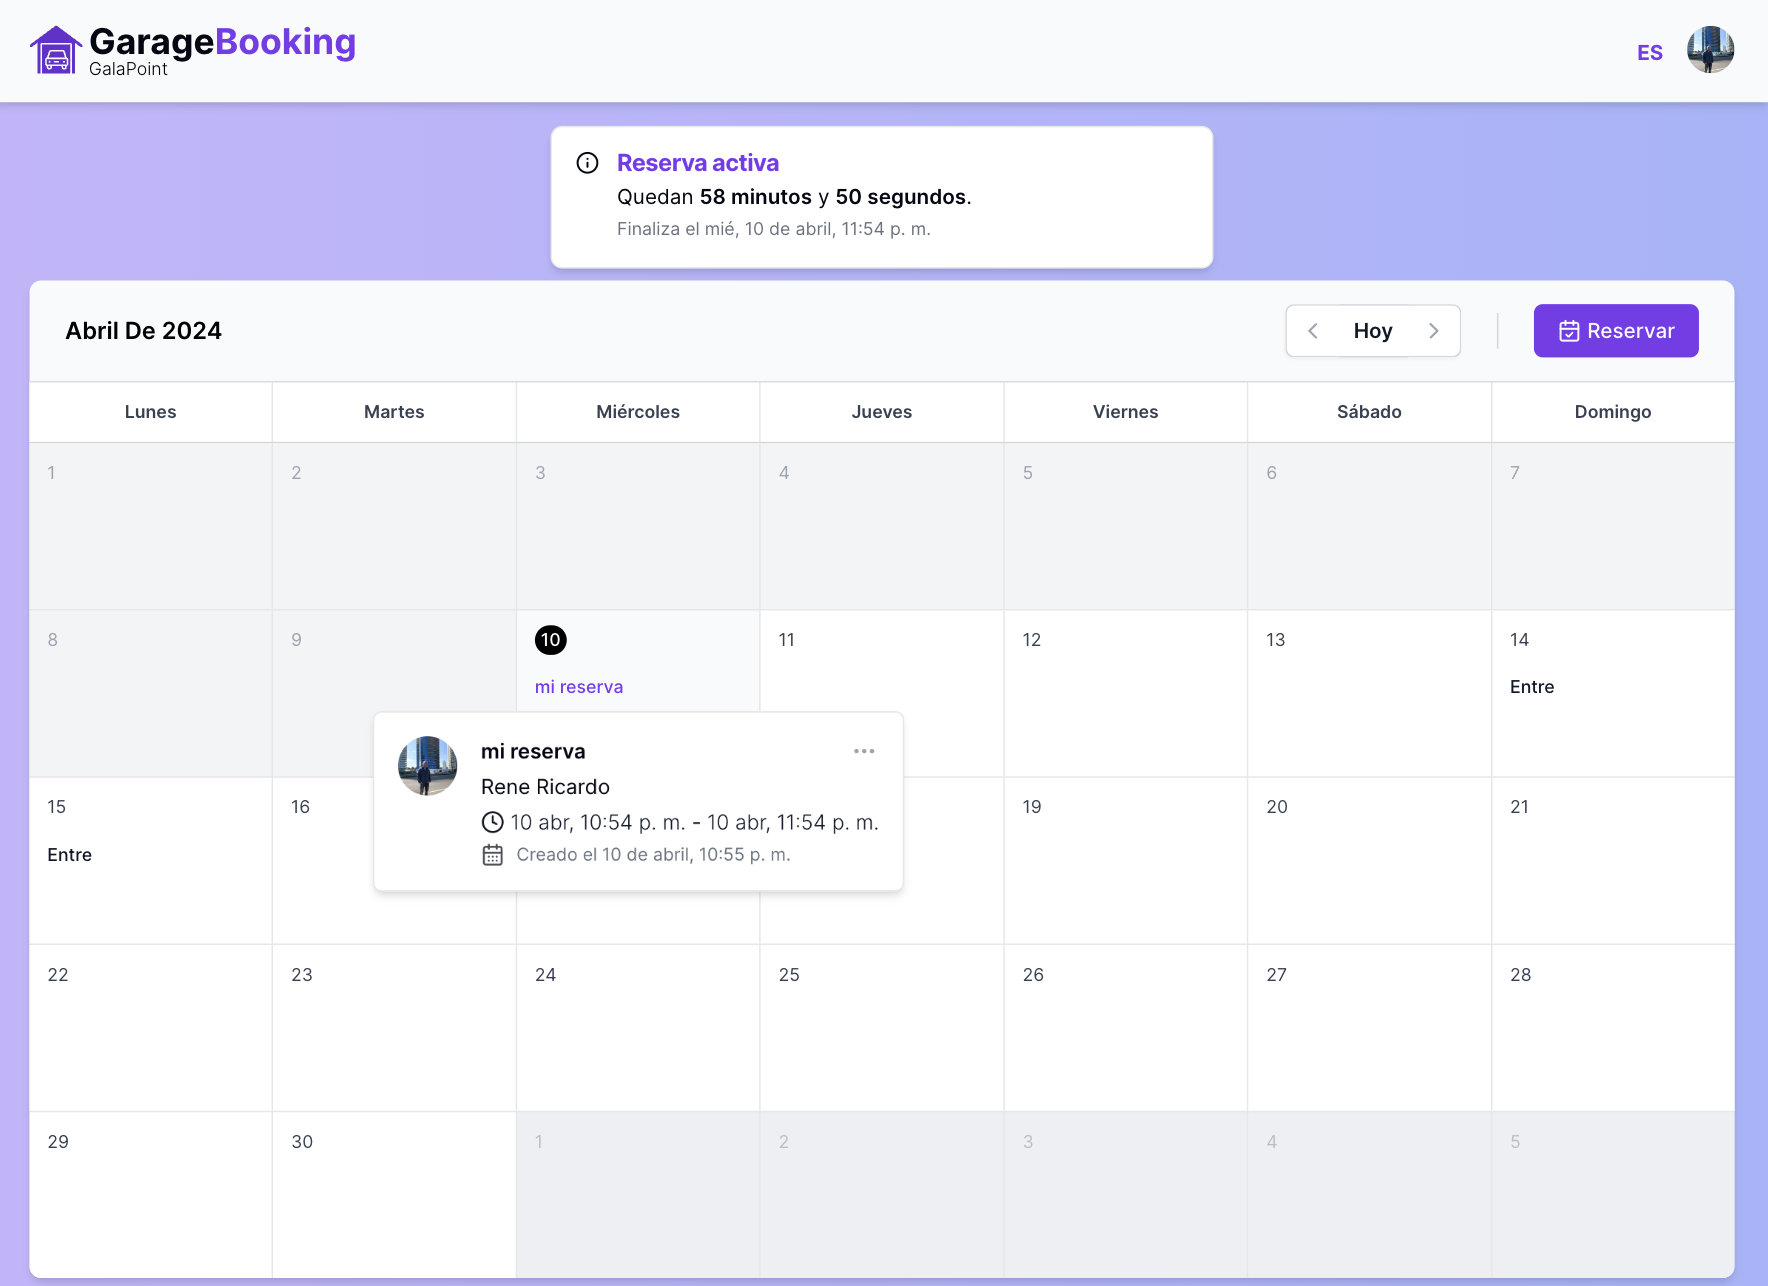 GarageBooking
GalaPoint
ES
Reserva activa
Quedan 58 minutos y 50 segundos.
Finaliza el mié, 10 de abril, 11:54 p. m.
Abril De 2024
Hoy
Reservar
Lunes Martes Miércoles Jueves Viernes Sábado Domingo
1 2 3 4 5 6 7
8 9 10 11 12 13 14
mi reserva Entre
mi reserva
Rene Ricardo
10 abr, 10:54 p. m. - 10 abr, 11:54 p. m.
Creado el 10 de abril, 10:55 p. m.
15 16 19 20 21
Entre
22 23 24 25 26 27 28
29 30 1 2 3 4 5